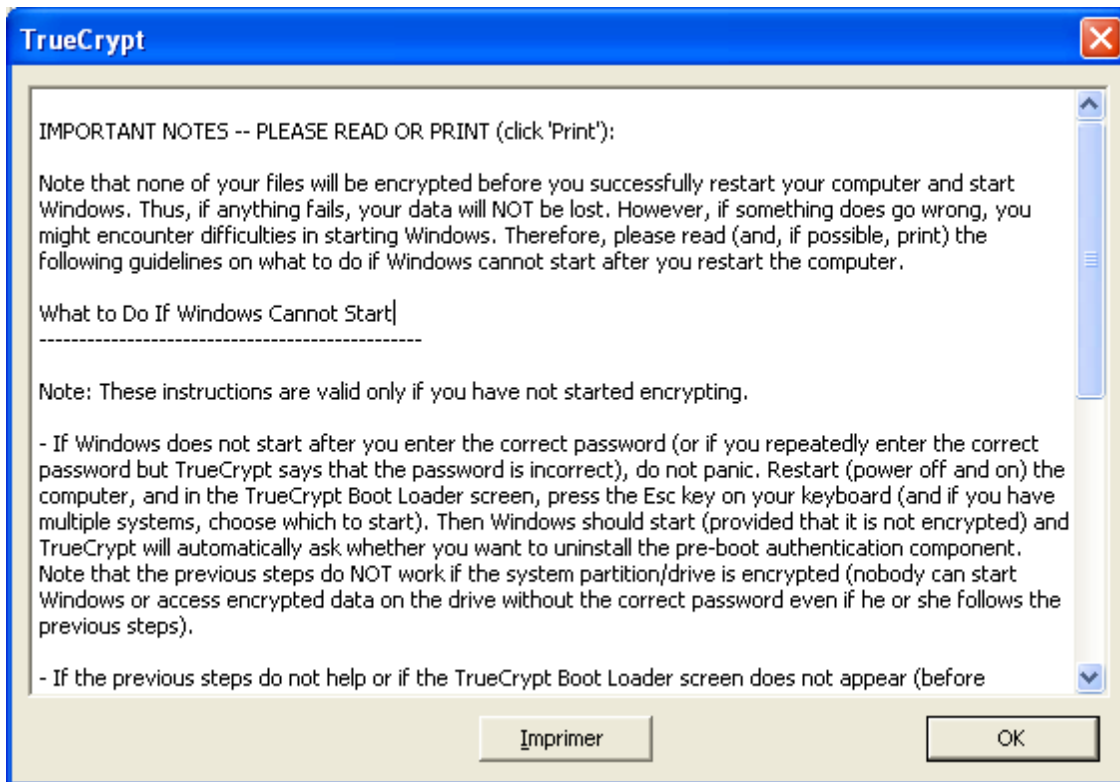 TrueCrypt
IMPORTANT NOTES -- PLEASE READ OR PRINT (click 'Print'):
Note that none of your files will be encrypted before you successfully restart your computer and start
Windows. Thus, if anything fails, your data will NOT be lost. However, if something does go wrong, you
might encounter difficulties in starting Windows. Therefore, please read (and, if possible, print) the
following guidelines on what to do if Windows cannot start after you restart the computer.
What to Do If Windows Cannot Start
------------------------------------------------
Note: These instructions are valid only if you have not started encrypting.
- If Windows does not start after you enter the correct password (or if you repeatedly enter the correct
password but TrueCrypt says that the password is incorrect), do not panic. Restart (power off and on) the
computer, and in the TrueCrypt Boot Loader screen, press the Esc key on your keyboard (and if you have
multiple systems, choose which to start). Then Windows should start (provided that it is not encrypted) and
TrueCrypt will automatically ask whether you want to uninstall the pre-boot authentication component.
Note that the previous steps do NOT work if the system partition/drive is encrypted (nobody can start
Windows or access encrypted data on the drive without the correct password even if he or she follows the
previous steps).
- If the previous steps do not help or if the TrueCrypt Boot Loader screen does not appear (before
Imprimer
OK